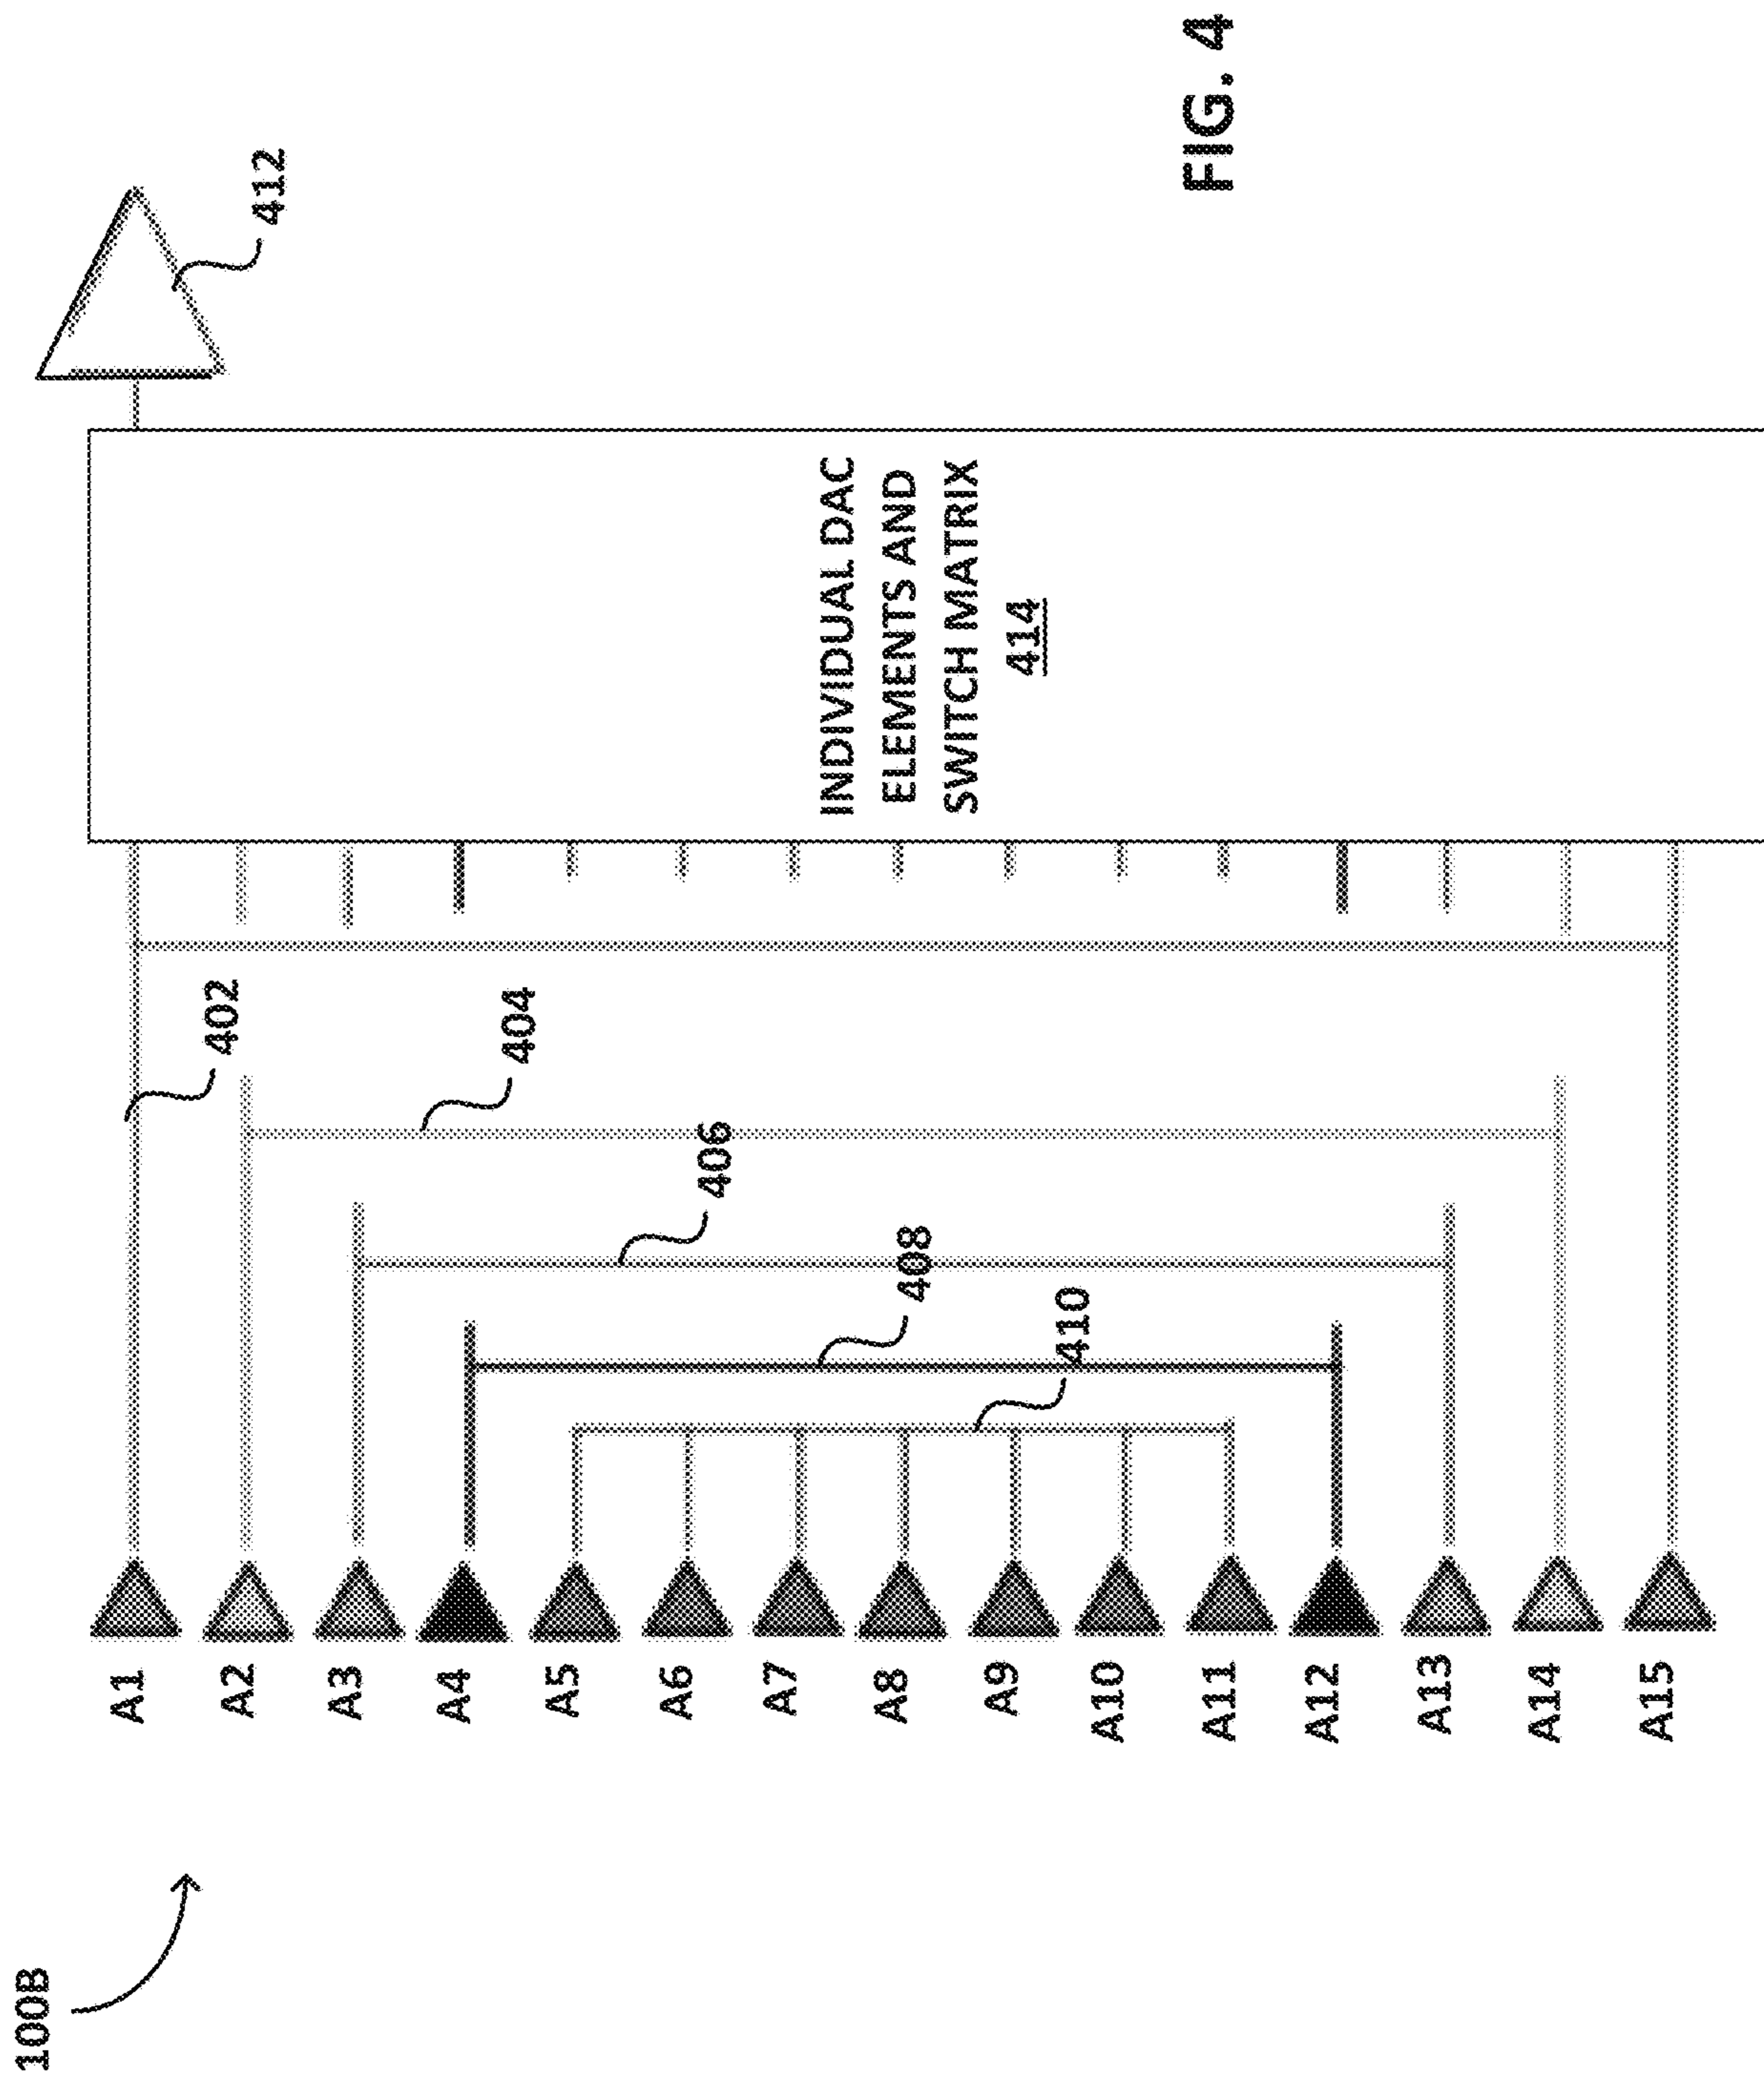 100B
A1
A2
A3
A4
A5
A6
A7
A8
A9
A10
A11
A12
A13
A14
A15
402
404
406
408
410
INDIVIDUAL DAC
ELEMENTS AND
SWITCH MATRIX
414
412
FIG. 4